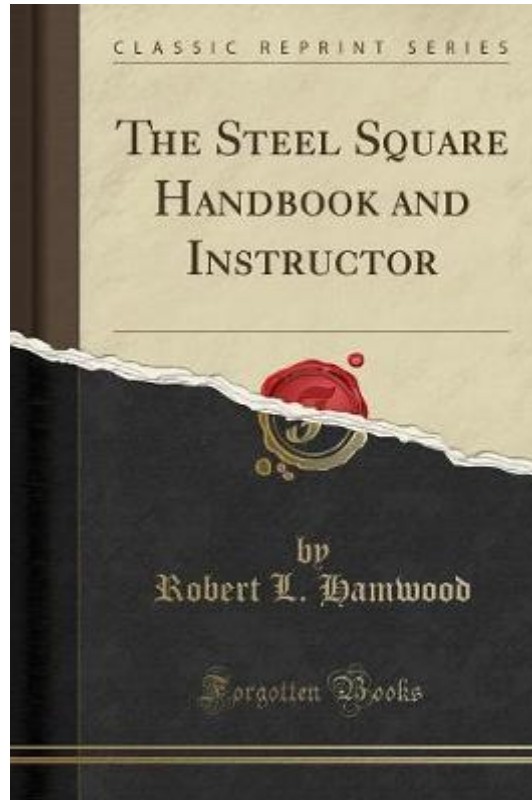 CLASSIC REPRINT SERIES
THE STEEL SQUARE
HANDBOOK AND
INSTRUCTOR
F
by
Robert L. Hamwood
Forgotten Books